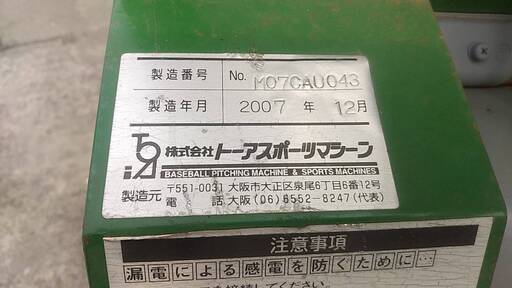 製造番号 No. M07CAU043
製造年月 2007 年 12月
株式会社 トーアスポーツマシーン
BASEBALL PITCHING MACHINE & SPORTS MACHINES
製造元 〒551-0031 大阪市大正区泉尾6丁目6番12号
電 話 大阪 (06) 6552-8247 (代表)
注意事項
漏電による感電を防ぐために…